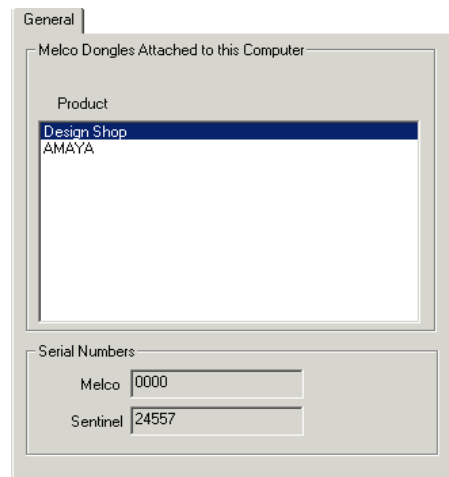 General
Melco Dongles Attached to this Computer
Product
Design Shop
AMAYA
Serial Numbers
Melco 0000
Sentinel 24557